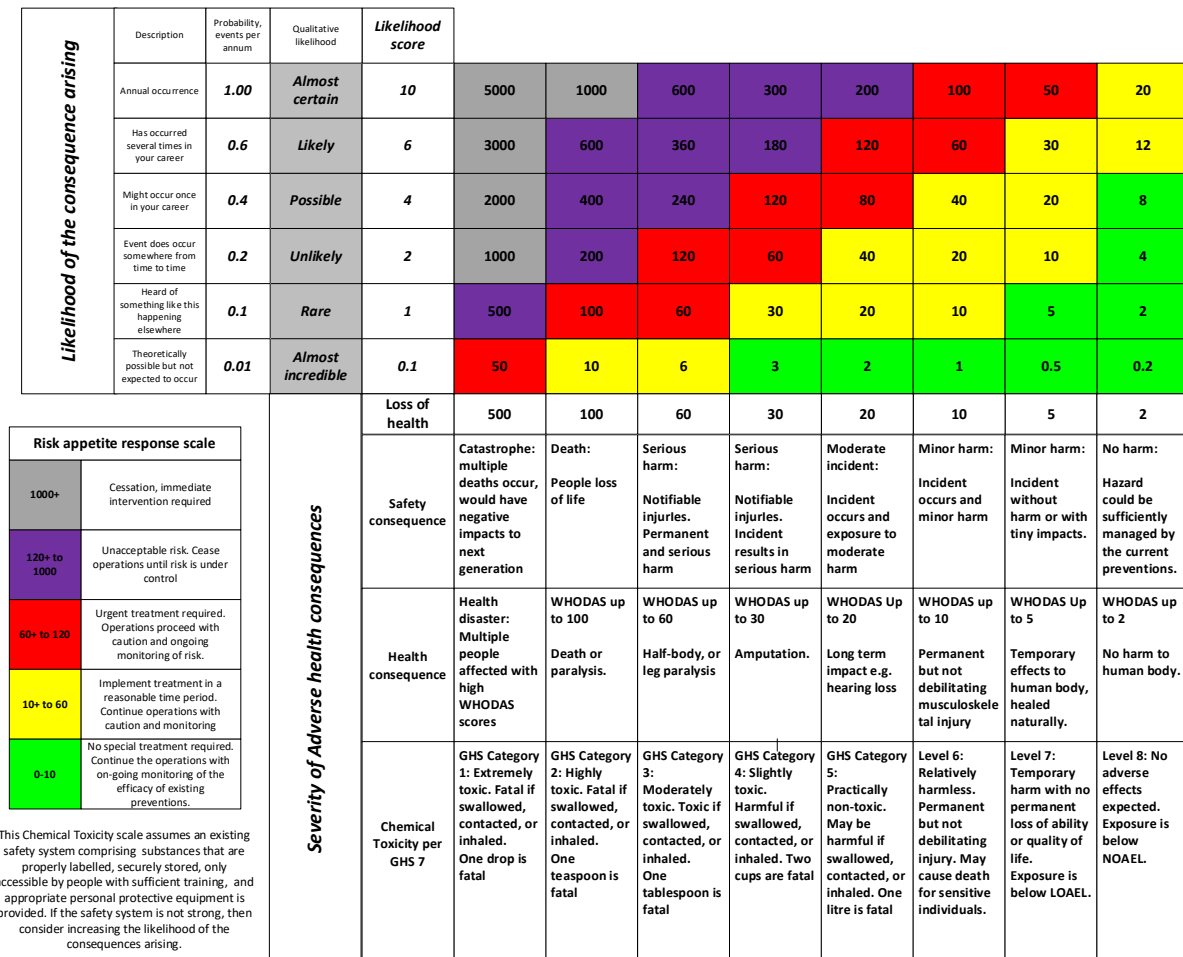 Likelihood of the consequence arising
Description
Probability,
events per
annum
Qualitative
likelihood
Likelihood
score
Annual occurrence
1.00
Almost
certain
10
5000
1000
600
300
200
100
50
20
Has occurred
several times in
your career
0.6
Likely
6
3000
600
360
180
120
60
30
12
Might occur once
in your career
0.4
Possible
4
2000
400
240
120
80
40
20
8
Event does occur
somewhere from
time to time
0.2
Unlikely
2
1000
200
120
60
40
20
10
4
Heard of
something like this
happening
elsewhere
0.1
Rare
1
500
100
60
30
20
10
5
2
Theoretically
possible but not
expected to occur
0.01
Almost
incredible
0.1
50
10
6
3
2
1
0.5
0.2
Risk appetite response scale
1000+
Cessation, immediate
intervention required
120+ to
1000
Unacceptable risk. Cease
operations until risk is under
control
60+ to 120
Urgent treatment required.
Operations proceed with
caution and ongoing
monitoring of risk.
10+ to 60
Implement treatment in a
reasonable time period.
Continue operations with
caution and monitoring
0-10
No special treatment required.
Continue the operations with
on-going monitoring of the
efficacy of existing
preventions.
This Chemical Toxicity scale assumes an existing
safety system comprising substances that are
properly labelled, securely stored, only
accessible by people with sufficient training, and
appropriate personal protective equipment is
provided. If the safety system is not strong, then
consider increasing the likelihood of the
consequences arising.
Severity of Adverse health consequences
Loss of
health
500
100
60
30
20
10
5
2
Safety
consequence
Catastrophe:
multiple
deaths occur,
would have
negative
impacts to
next
generation
Death:
People loss
of life
Serious
harm:
Notifiable
injurles.
Permanent
and serious
harm
Serious
harm:
Notifiable
injurles.
Incident
results in
serious harm
Moderate
incident:
Incident
occurs and
exposure to
moderate
harm
Minor harm:
Incident
occurs and
minor harm
Minor harm:
Incident
without
harm or with
tiny impacts.
No harm:
Hazard
could be
sufficiently
managed by
the current
preventions.
Health
consequence
Health
disaster:
Multiple
people
affected with
high
WHODAS
scores
WHODAS up
to 100
Death or
paralysis.
WHODAS up
to 60
Half-body, or
leg paralysis
WHODAS up
to 30
Amputation.
WHODAS Up
to 20
Long term
impact e.g.
hearing loss
WHODAS up
to 10
Permanent
but not
debilitating
musculoskele
tal injury
WHODAS Up
to 5
Temporary
effects to
human body,
healed
naturally.
WHODAS up
to 2
No harm to
human body.
Chemical
Toxicity per
GHS 7
GHS Category
1: Extremely
toxic. Fatal if
swallowed,
contacted, or
inhaled.
One drop is
fatal
GHS Category
2: Highly
toxic. Fatal if
swallowed,
contacted, or
inhaled.
One
teaspoon is
fatal
GHS Category
3:
Moderately
toxic. Toxic if
swallowed,
contacted, or
inhaled.
One
tablespoon is
fatal
GHS Category
4: Slightly
toxic.
Harmful if
swallowed,
contacted, or
inhaled. Two
cups are fatal
GHS Category
5:
Practically
non-toxic.
May be
harmful if
swallowed,
contacted, or
inhaled. One
litre is fatal
Level 6:
Relatively
harmless.
Permanent
but not
debilitating
injury. May
cause death
for sensitive
individuals.
Level 7:
Temporary
harm with no
permanent
loss of ability
or quality of
life.
Exposure is
below LOAEL.
Level 8: No
adverse
effects
expected.
Exposure is
below
NOAEL.